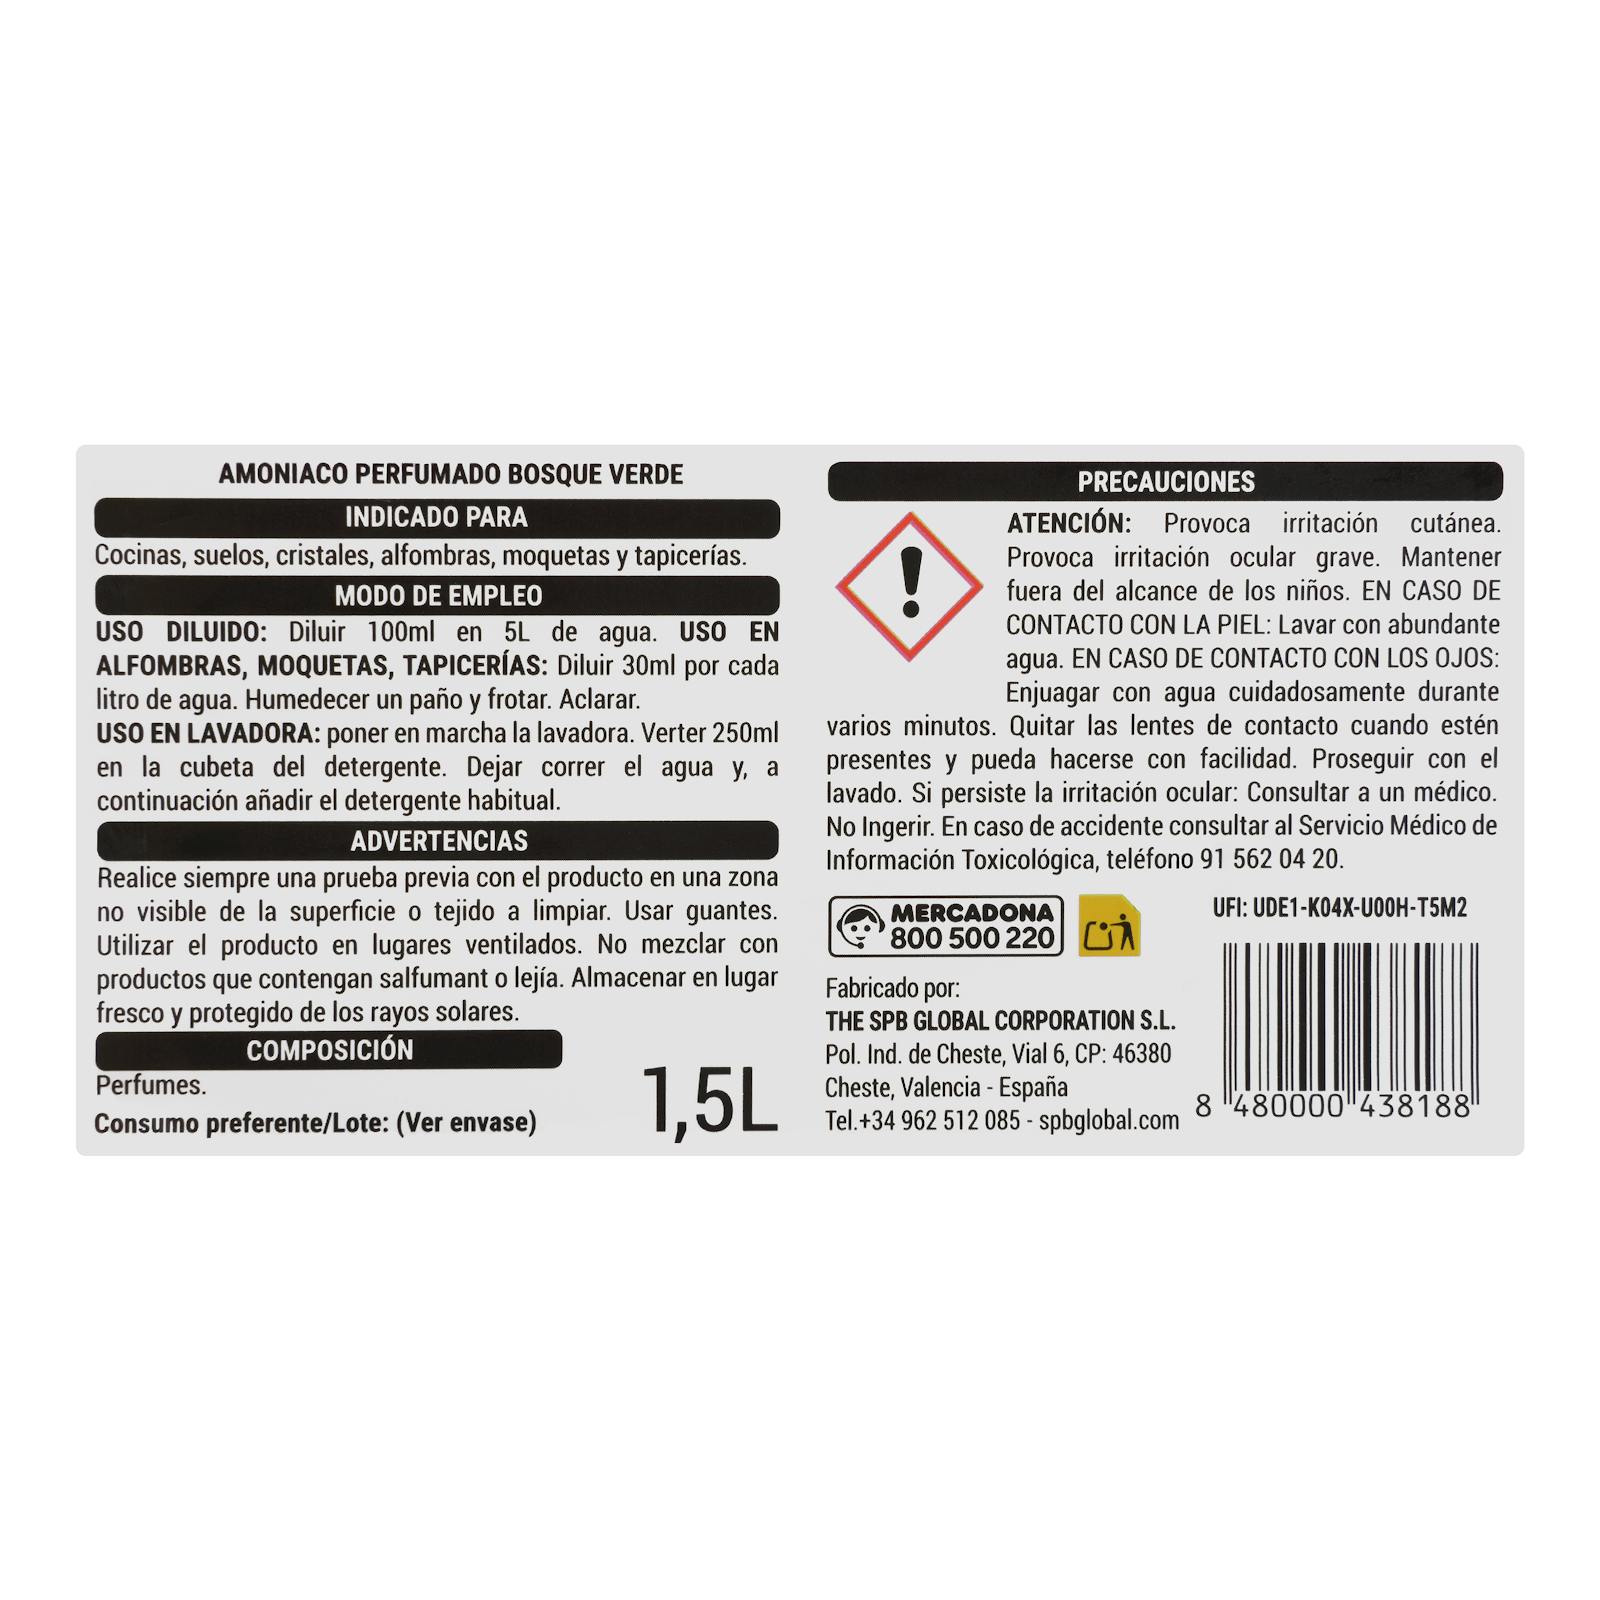 AMONIACO PERFUMADO BOSQUE VERDE
INDICADO PARA
Cocinas, suelos, cristales, alfombras, moquetas y tapicerías.
MODO DE EMPLEO
USO DILUIDO: Diluir 100ml en 5L de agua. USO EN
ALFOMBRAS, MOQUETAS, TAPICERÍAS: Diluir 30ml por cada
litro de agua. Humedecer un paño y frotar. Aclarar.
USO EN LAVADORA: poner en marcha la lavadora. Verter 250ml
en la cubeta del detergente. Dejar correr el agua y, a
continuación añadir el detergente habitual.
ADVERTENCIAS
Realice siempre una prueba previa con el producto en una zona
no visible de la superficie o tejido a limpiar. Usar guantes.
Utilizar el producto en lugares ventilados. No mezclar con
productos que contengan salfumant o lejía. Almacenar en lugar
fresco y protegido de los rayos solares.
COMPOSICIÓN
Perfumes.
Consumo preferente/Lote: (Ver envase)
1,5L
PRECAUCIONES
ATENCIÓN: Provoca irritación cutánea.
Provoca irritación ocular grave. Mantener
fuera del alcance de los niños. EN CASO DE
CONTACTO CON LA PIEL: Lavar con abundante
agua. EN CASO DE CONTACTO CON LOS OJOS:
Enjuagar con agua cuidadosamente durante
varios minutos. Quitar las lentes de contacto cuando estén
presentes y pueda hacerse con facilidad. Proseguir con el
lavado. Si persiste la irritación ocular: Consultar a un médico.
No Ingerir. En caso de accidente consultar al Servicio Médico de
Información Toxicológica, teléfono 91 562 04 20.
MERCADONA
800 500 220
UFI: UDE1-K04X-U00H-T5M2
Fabricado por:
THE SPB GLOBAL CORPORATION S.L.
Pol. Ind. de Cheste, Vial 6, CP: 46380
Cheste, Valencia - España
Tel.+34 962 512 085 - spbglobal.com
8 480000 438188